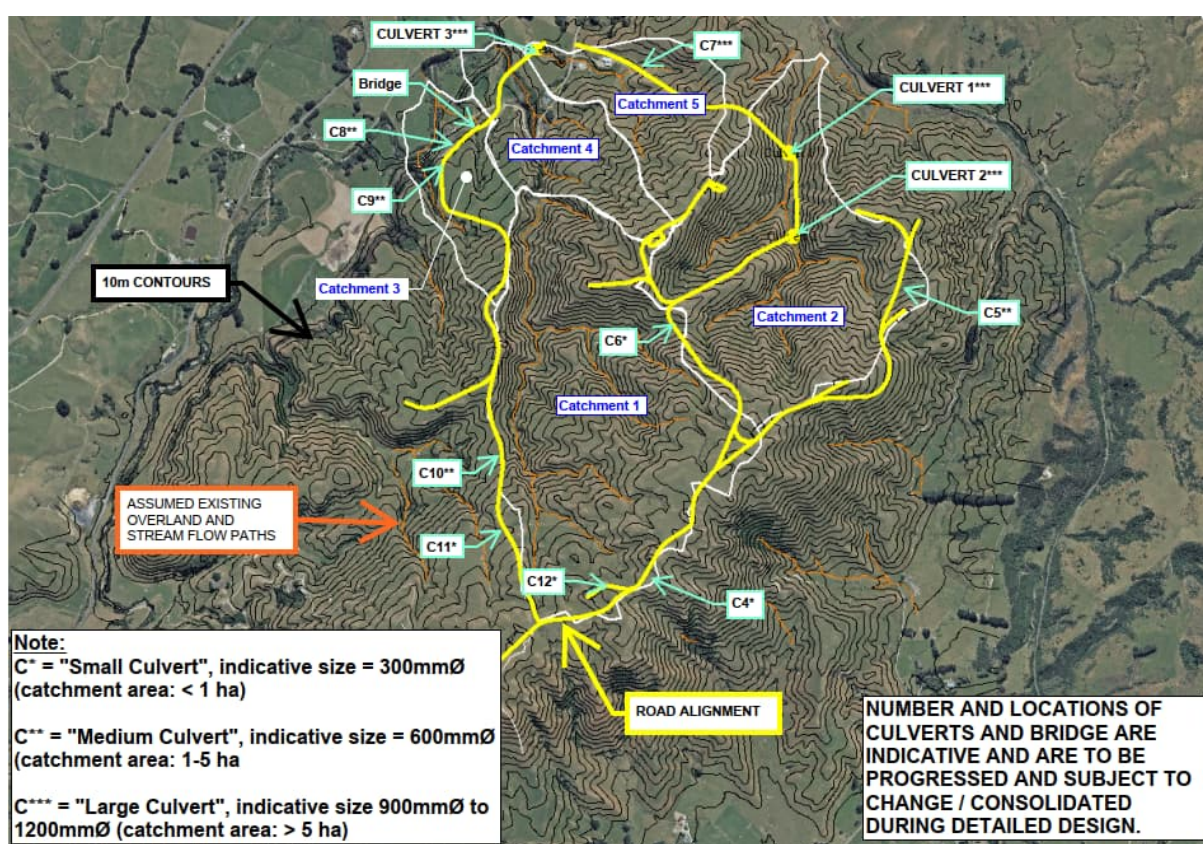 CULVERT 3***
C7***
Bridge
CULVERT 1***
Catchment 5
C8**
Catchment 4
CULVERT 2***
C9**
10m CONTOURS
Catchment 3
C5**
Catchment 2
C6*
Catchment 1
C10**
ASSUMED EXISTING
OVERLAND AND
STREAM FLOW PATHS
C11*
C12*
C4*
Note:
C* = "Small Culvert", indicative size = 300mmØ
(catchment area: < 1 ha)
C** = "Medium Culvert", indicative size = 600mmØ
(catchment area: 1-5 ha
C*** = "Large Culvert", indicative size 900mmØ to
1200mmØ (catchment area: > 5 ha)
ROAD ALIGNMENT
NUMBER AND LOCATIONS OF
CULVERTS AND BRIDGE ARE
INDICATIVE AND ARE TO BE
PROGRESSED AND SUBJECT TO
CHANGE / CONSOLIDATED
DURING DETAILED DESIGN.